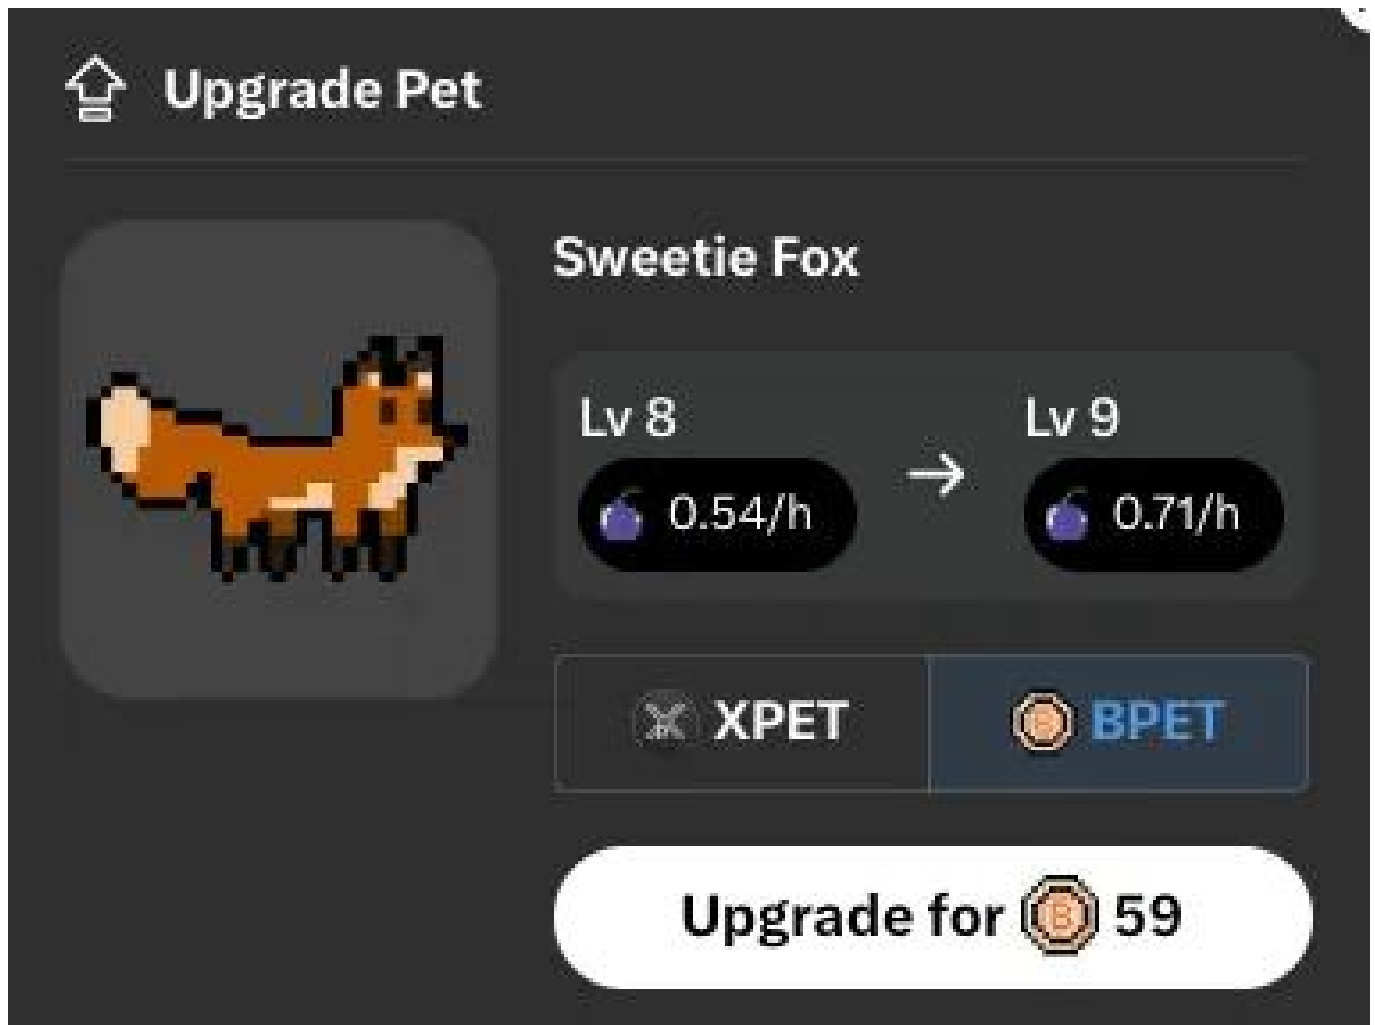 Upgrade Pet
Sweetie Fox
Lv 8 → Lv 9
0.54/h 0.71/h
XPET BPET
Upgrade for B 59